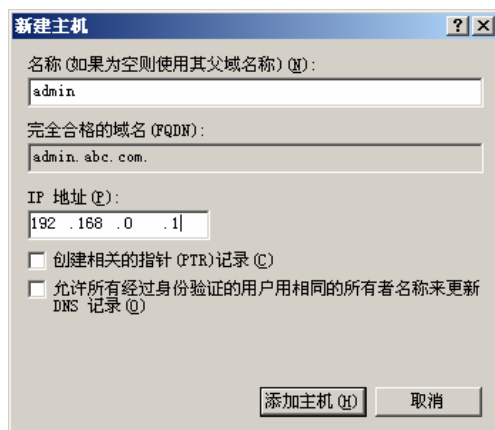 新建主机
名称(如果为空则使用其父域名称)(N):
admin
完全合格的域名(FQDN):
admin.abc.com.
IP 地址(P):
192 .168 .0 .1
创建相关的指针(PTR)记录(C)
允许所有经过身份验证的用户用相同的所有者名称来更新
DNS 记录(O)
添加主机(H) 取消